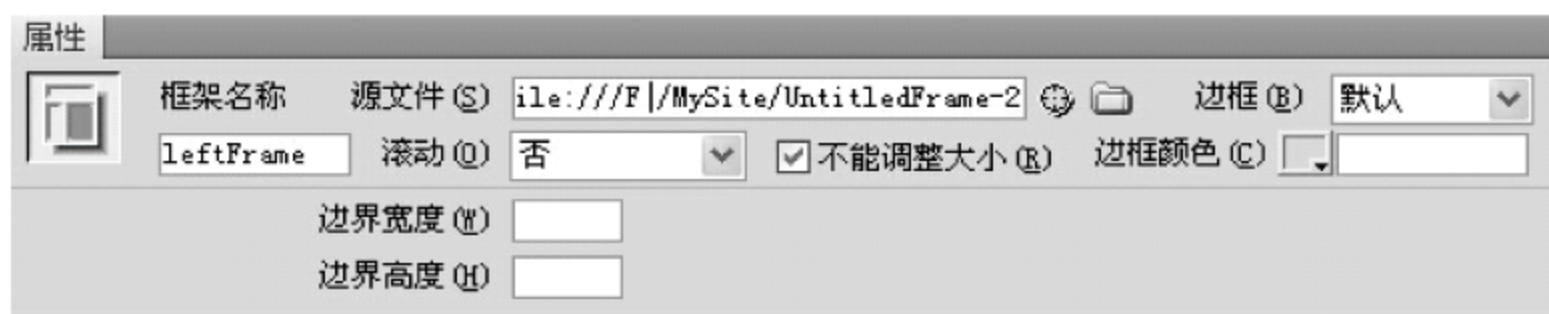 属性
框架名称 源文件(S) ile:///F|/MySite/UntitledFrame-2 边框(B) 默认
leftFrame 滚动(O) 否 不能调整大小(R) 边框颜色(C)
边界宽度(W)
边界高度(H)